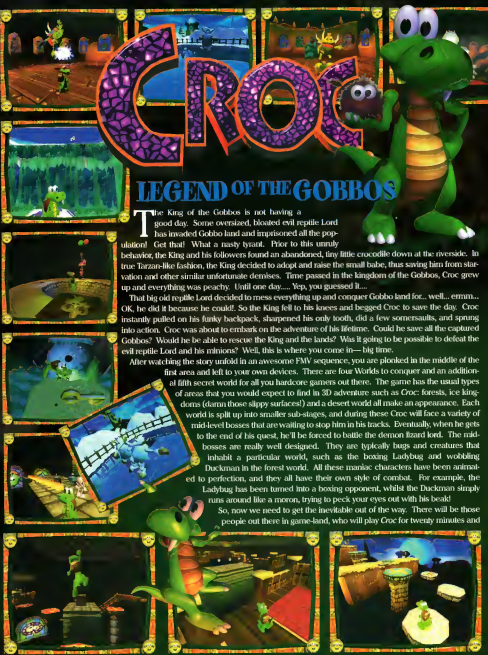 CROC
LEGEND OF THE GOBBOS
The King of the Gobbos is not having a
good day. Some oversized, bloated evil reptile Lord
has invaded Gobbo land and imprisoned all the pop-
ulation! Get that! What a nasty tyrant. Prior to this unruly
behavior, the King and his followers found an abandoned, tiny little crocodile down at the riverside. In
true Tarzan-like fashion, the King decided to adopt and raise the small babe, thus saving him from star-
vation and other similar unfortunate demises. Time passed in the kingdom of the Gobbos, Croc grew
up and everything was peachy. Until one day..... Yep, you guessed it....
That big old reptile Lord decided to mess everything up and conquer Gobbo land for... well... emm...
OK, he did it because he could. So the King fell to his knees and begged Croc to save the day. Croc
instantly pulled on his funky backpack, sharpened his only tooth, did a few somersaults, and sprung
into action. Croc was about to embark on the adventure of his lifetime. Could he save all the captured
Gobbos? Would he be able to rescue the King and the lands? Was it going to be possible to defeat the
evil reptile Lord and his minions? Well, this is where you come in— big time.
After watching the story unfold in an awesome FMV sequence, you are plonked in the middle of the
first area and left to your own devices. There are four Worlds to conquer and an addition-
al fifth secret world for all you hardcore gamers out there. The game has the usual types
of areas that you would expect to find in 3D adventure such as Croc: forests, ice king-
doms (damn those slippy surfaces!) and a desert world all make an appearance. Each
world is split up into smaller sub-stages, and during these Croc will face a variety of
mid-level bosses that are waiting to stop him in his tracks. Eventually, when he gets
to the end of his quest, he'll be forced to battle the demon lizard lord. The mid-
bosses are really well designed. They are typically bugs and creatures that
inhabit a particular world, such as the boxing Ladybug and wobbling
Duckman in the forest world. All these maniac characters have been animat-
ed to perfection, and they all have their own style of combat. For example, the
Ladybug has been turned into a boxing opponent, whilst the Duckman simply
runs around like a moron, trying to peck your eyes out with his beak!
So, now we need to get the inevitable out of the way. There will be those
people out there in game-land, who will play Croc for twenty minutes and